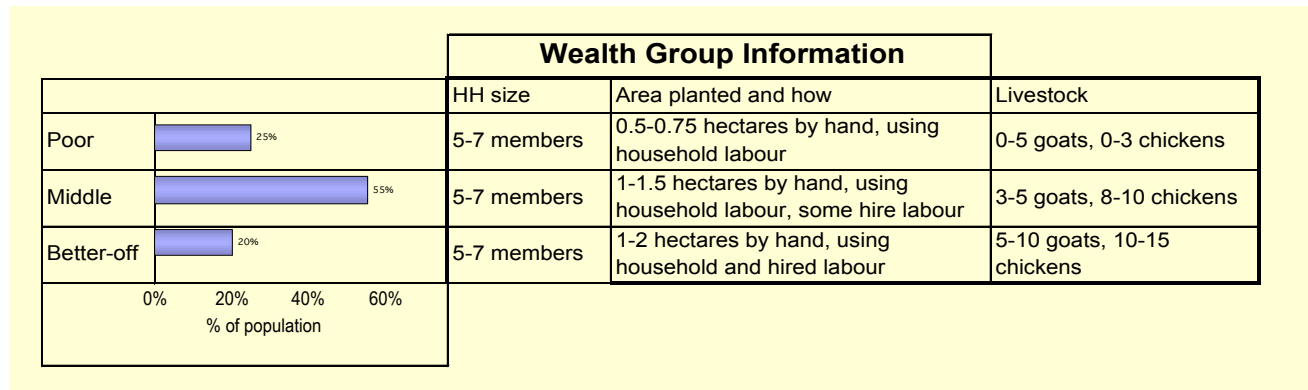 Wealth Group Information
HH size Area planted and how Livestock
Poor 25% 5-7 members 0.5-0.75 hectares by hand, using
household labour 0-5 goats, 0-3 chickens
Middle 55% 5-7 members 1-1.5 hectares by hand, using
household labour, some hire labour 3-5 goats, 8-10 chickens
Better-off 20% 5-7 members 1-2 hectares by hand, using
household and hired labour 5-10 goats, 10-15
chickens
0% 20% 40% 60%
% of population